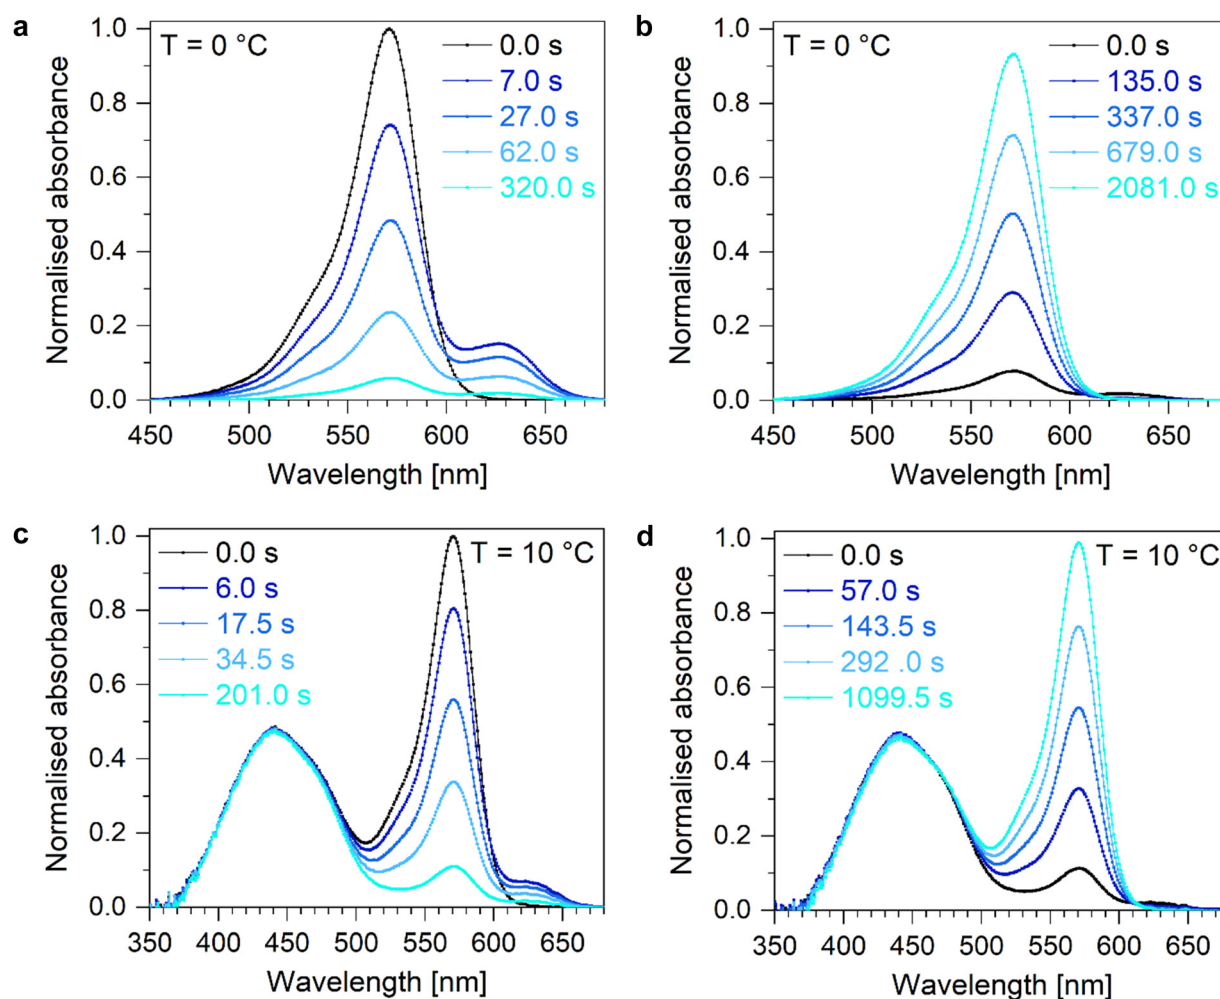 a
T = 0 °C
0.0 s
7.0 s
27.0 s
62.0 s
320.0 s
1.0
0.8
0.6
0.4
0.2
0.0
Normalised absorbance
450 500 550 600 650
Wavelength [nm]
b
T = 0 °C
0.0 s
135.0 s
337.0 s
679.0 s
2081.0 s
1.0
0.8
0.6
0.4
0.2
0.0
Normalised absorbance
450 500 550 600 650
Wavelength [nm]
c
T = 10 °C
0.0 s
6.0 s
17.5 s
34.5 s
201.0 s
1.0
0.8
0.6
0.4
0.2
0.0
Normalised absorbance
350 400 450 500 550 600 650
Wavelength [nm]
d
T = 10 °C
0.0 s
57.0 s
143.5 s
292 .0 s
1099.5 s
1.0
0.8
0.6
0.4
0.2
0.0
Normalised absorbance
350 400 450 500 550 600 650
Wavelength [nm]